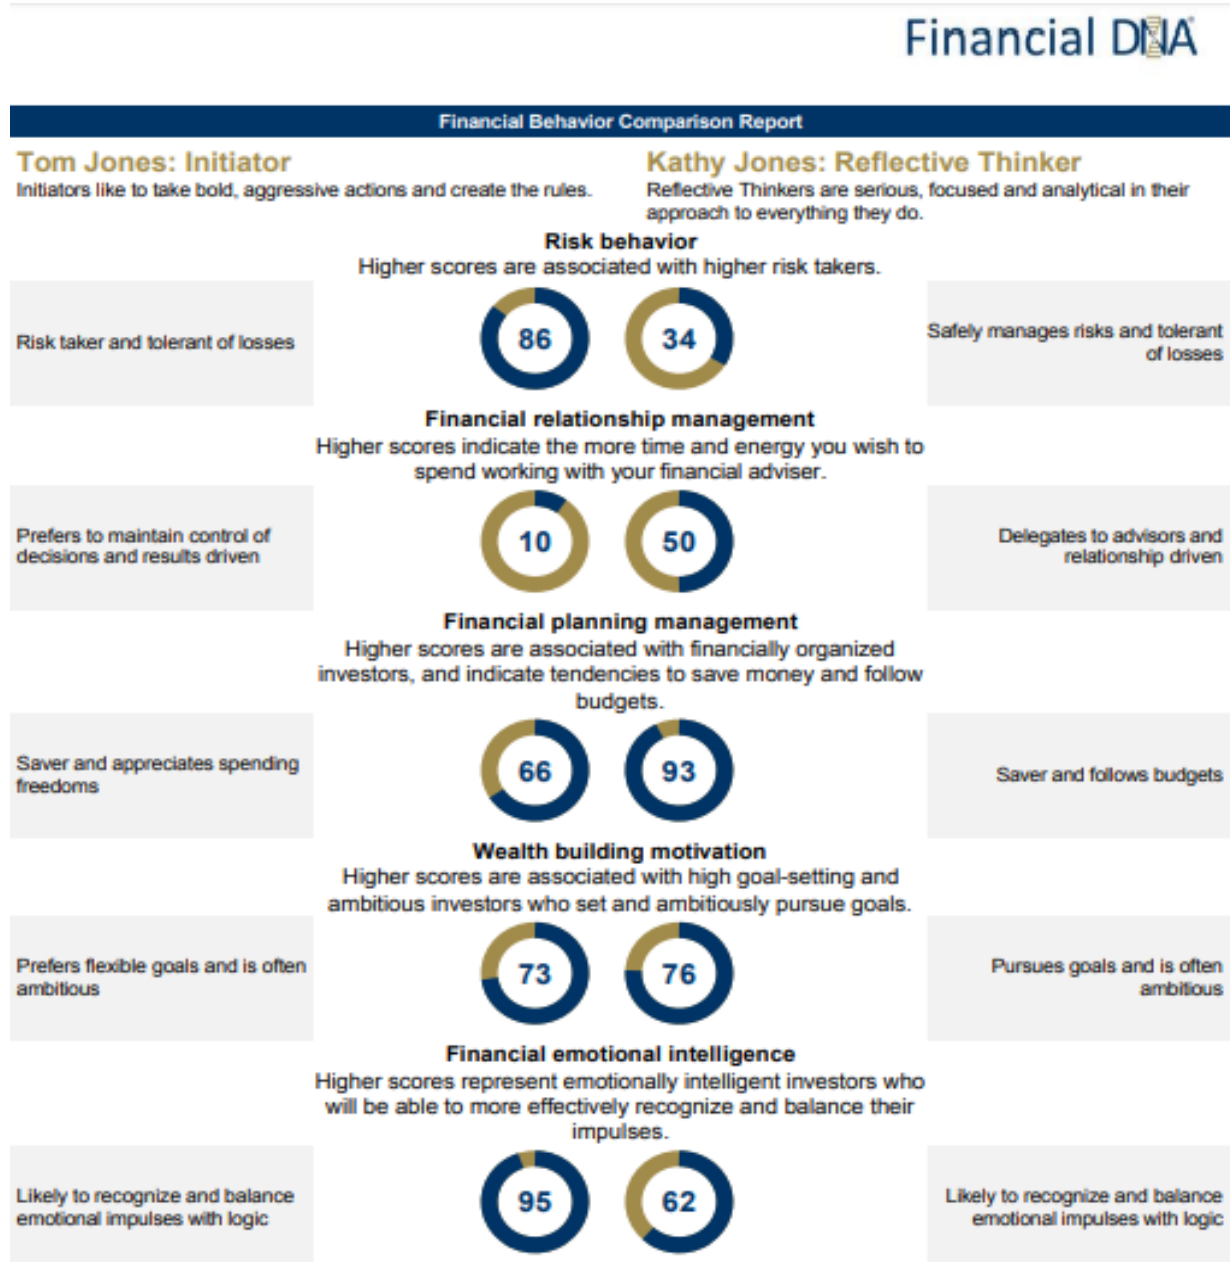 Financial DNA
Financial Behavior Comparison Report
Tom Jones: Initiator
Initiators like to take bold, aggressive actions and create the rules.
Kathy Jones: Reflective Thinker
Reflective Thinkers are serious, focused and analytical in their
approach to everything they do.
Risk behavior
Higher scores are associated with higher risk takers.
Risk taker and tolerant of losses
86
34
Safely manages risks and tolerant
of losses
Financial relationship management
Higher scores indicate the more time and energy you wish to
spend working with your financial adviser.
Prefers to maintain control of
decisions and results driven
10
50
Delegates to advisors and
relationship driven
Financial planning management
Higher scores are associated with financially organized
investors, and indicate tendencies to save money and follow
budgets.
Saver and appreciates spending
freedoms
66
93
Saver and follows budgets
Wealth building motivation
Higher scores are associated with high goal-setting and
ambitious investors who set and ambitiously pursue goals.
Prefers flexible goals and is often
ambitious
73
76
Pursues goals and is often
ambitious
Financial emotional intelligence
Higher scores represent emotionally intelligent investors who
will be able to more effectively recognize and balance their
impulses.
Likely to recognize and balance
emotional impulses with logic
95
62
Likely to recognize and balance
emotional impulses with logic